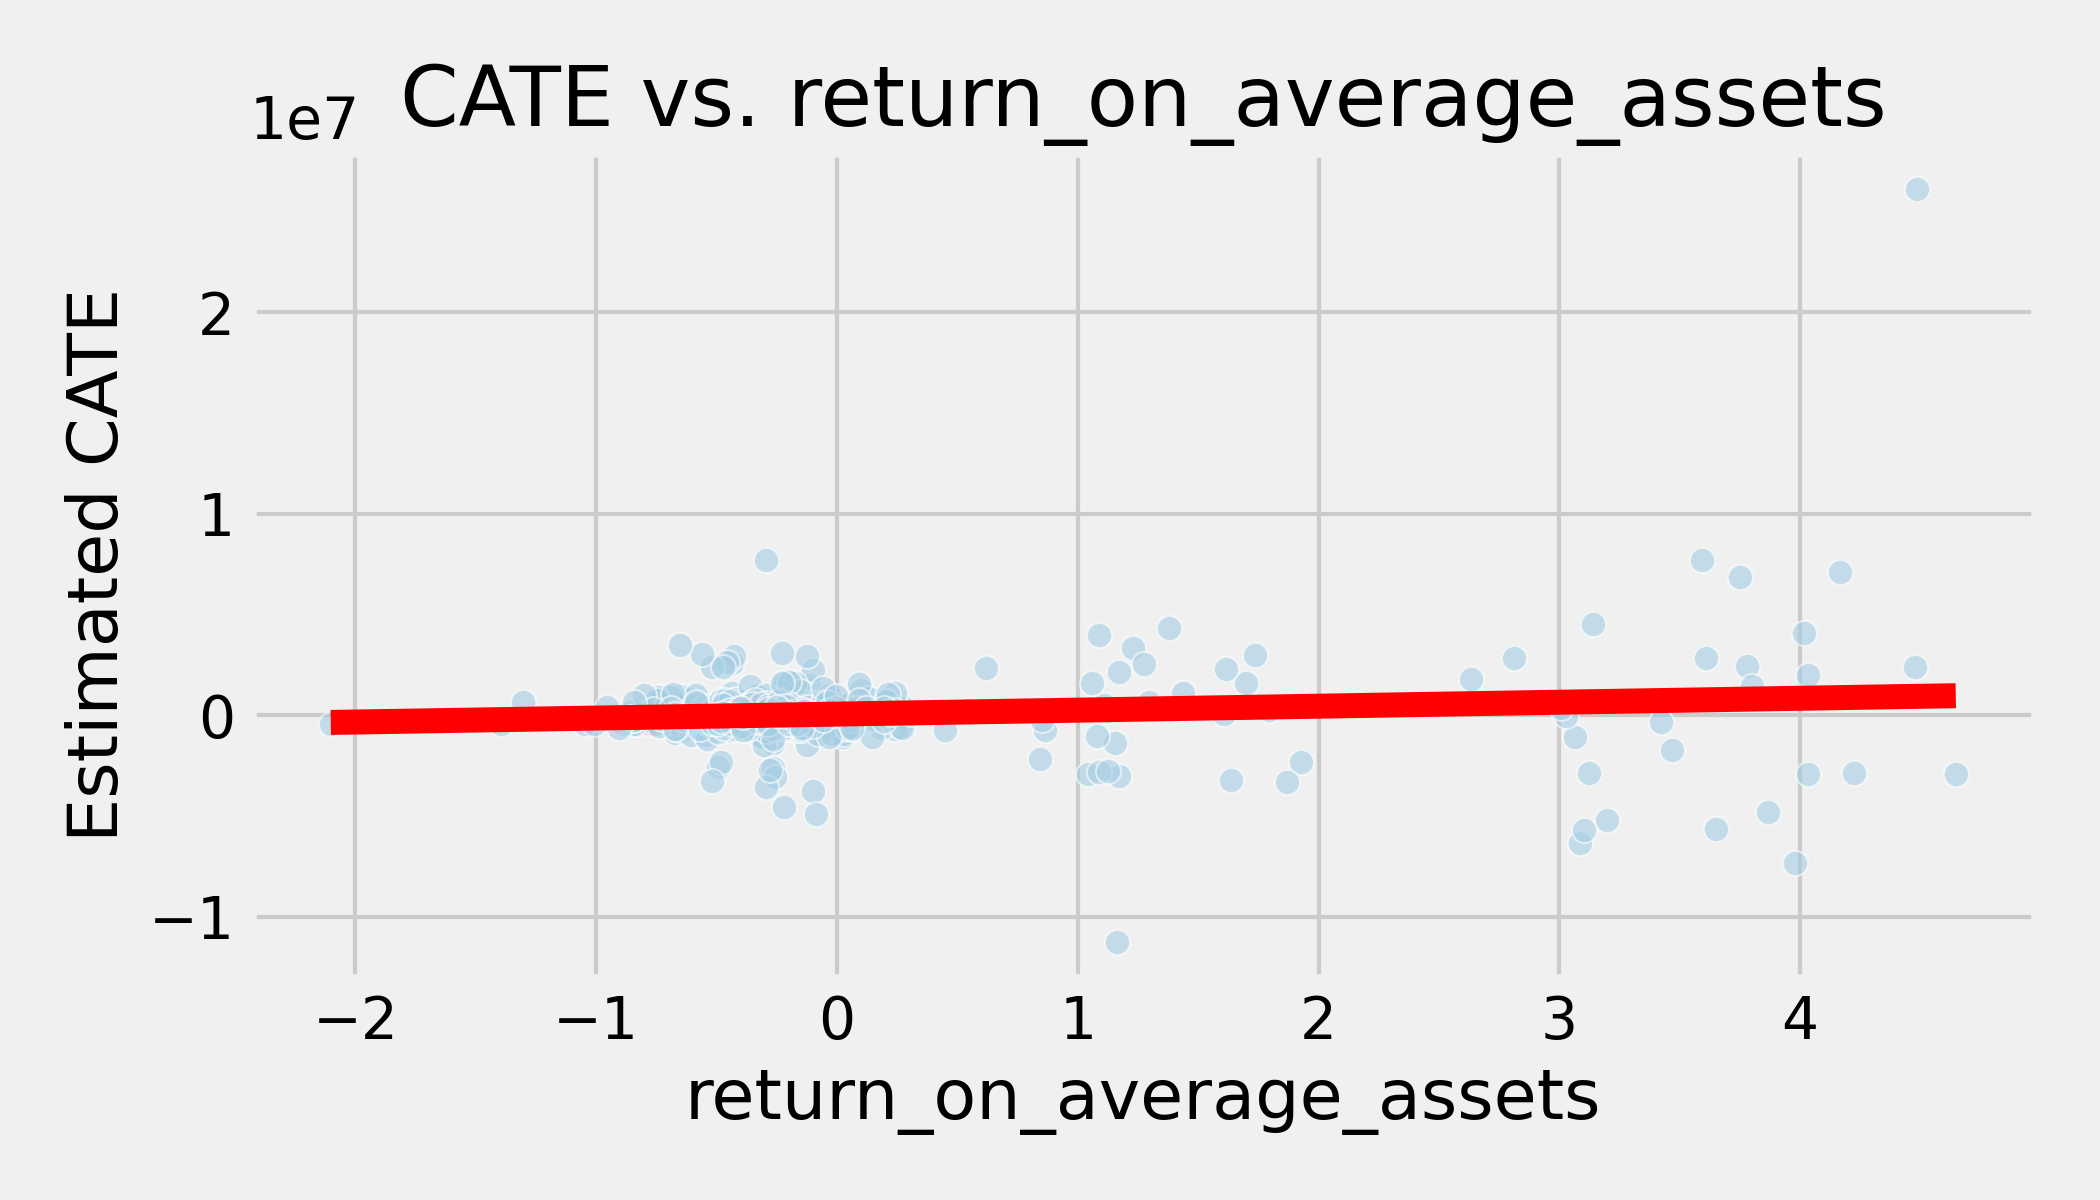 CATE vs. return_on_average_assets
1e7
Estimated CATE
2
1
0
−1
−2 −1 0 1 2 3 4
return_on_average_assets